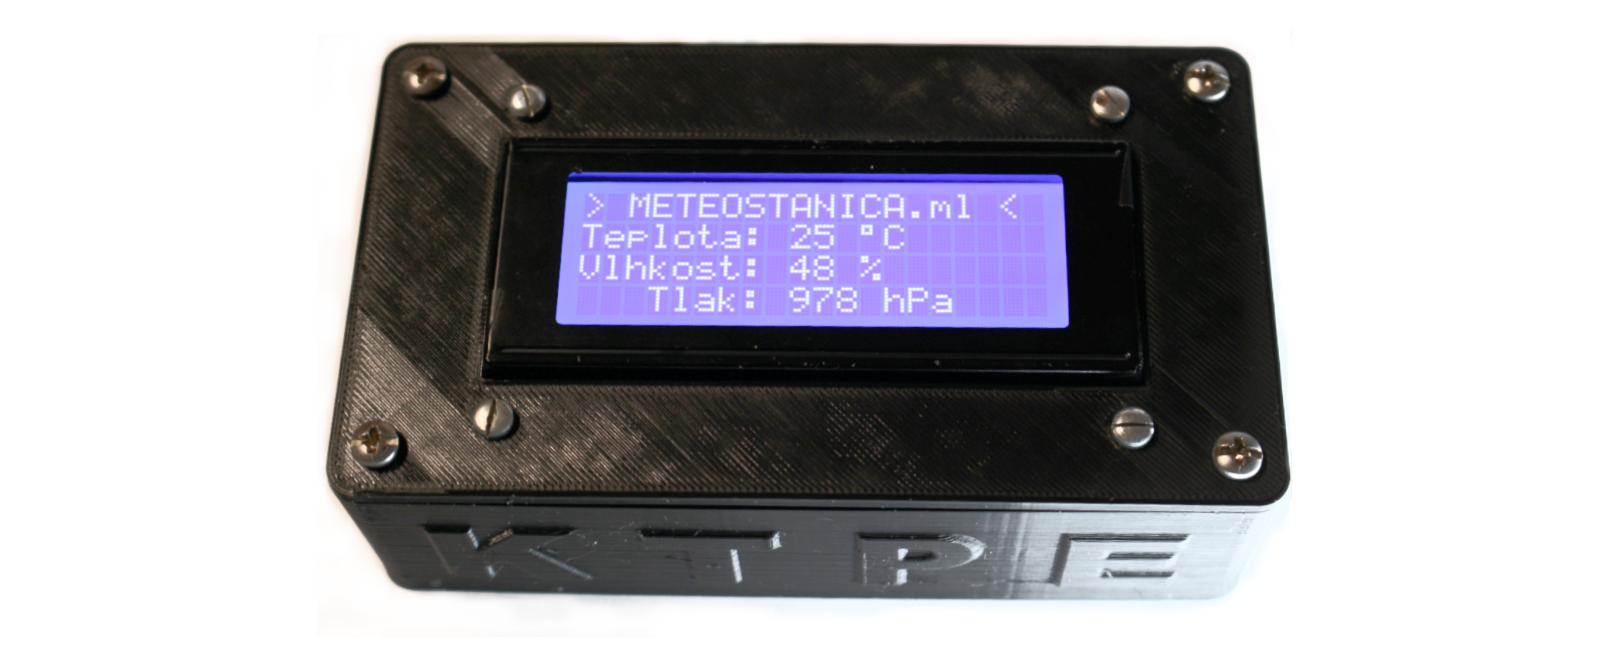 > METEOSTANICA.ml <
Teplota: 25 °C
Vlhkost: 48 %
Tlak: 978 hPa
KTPE